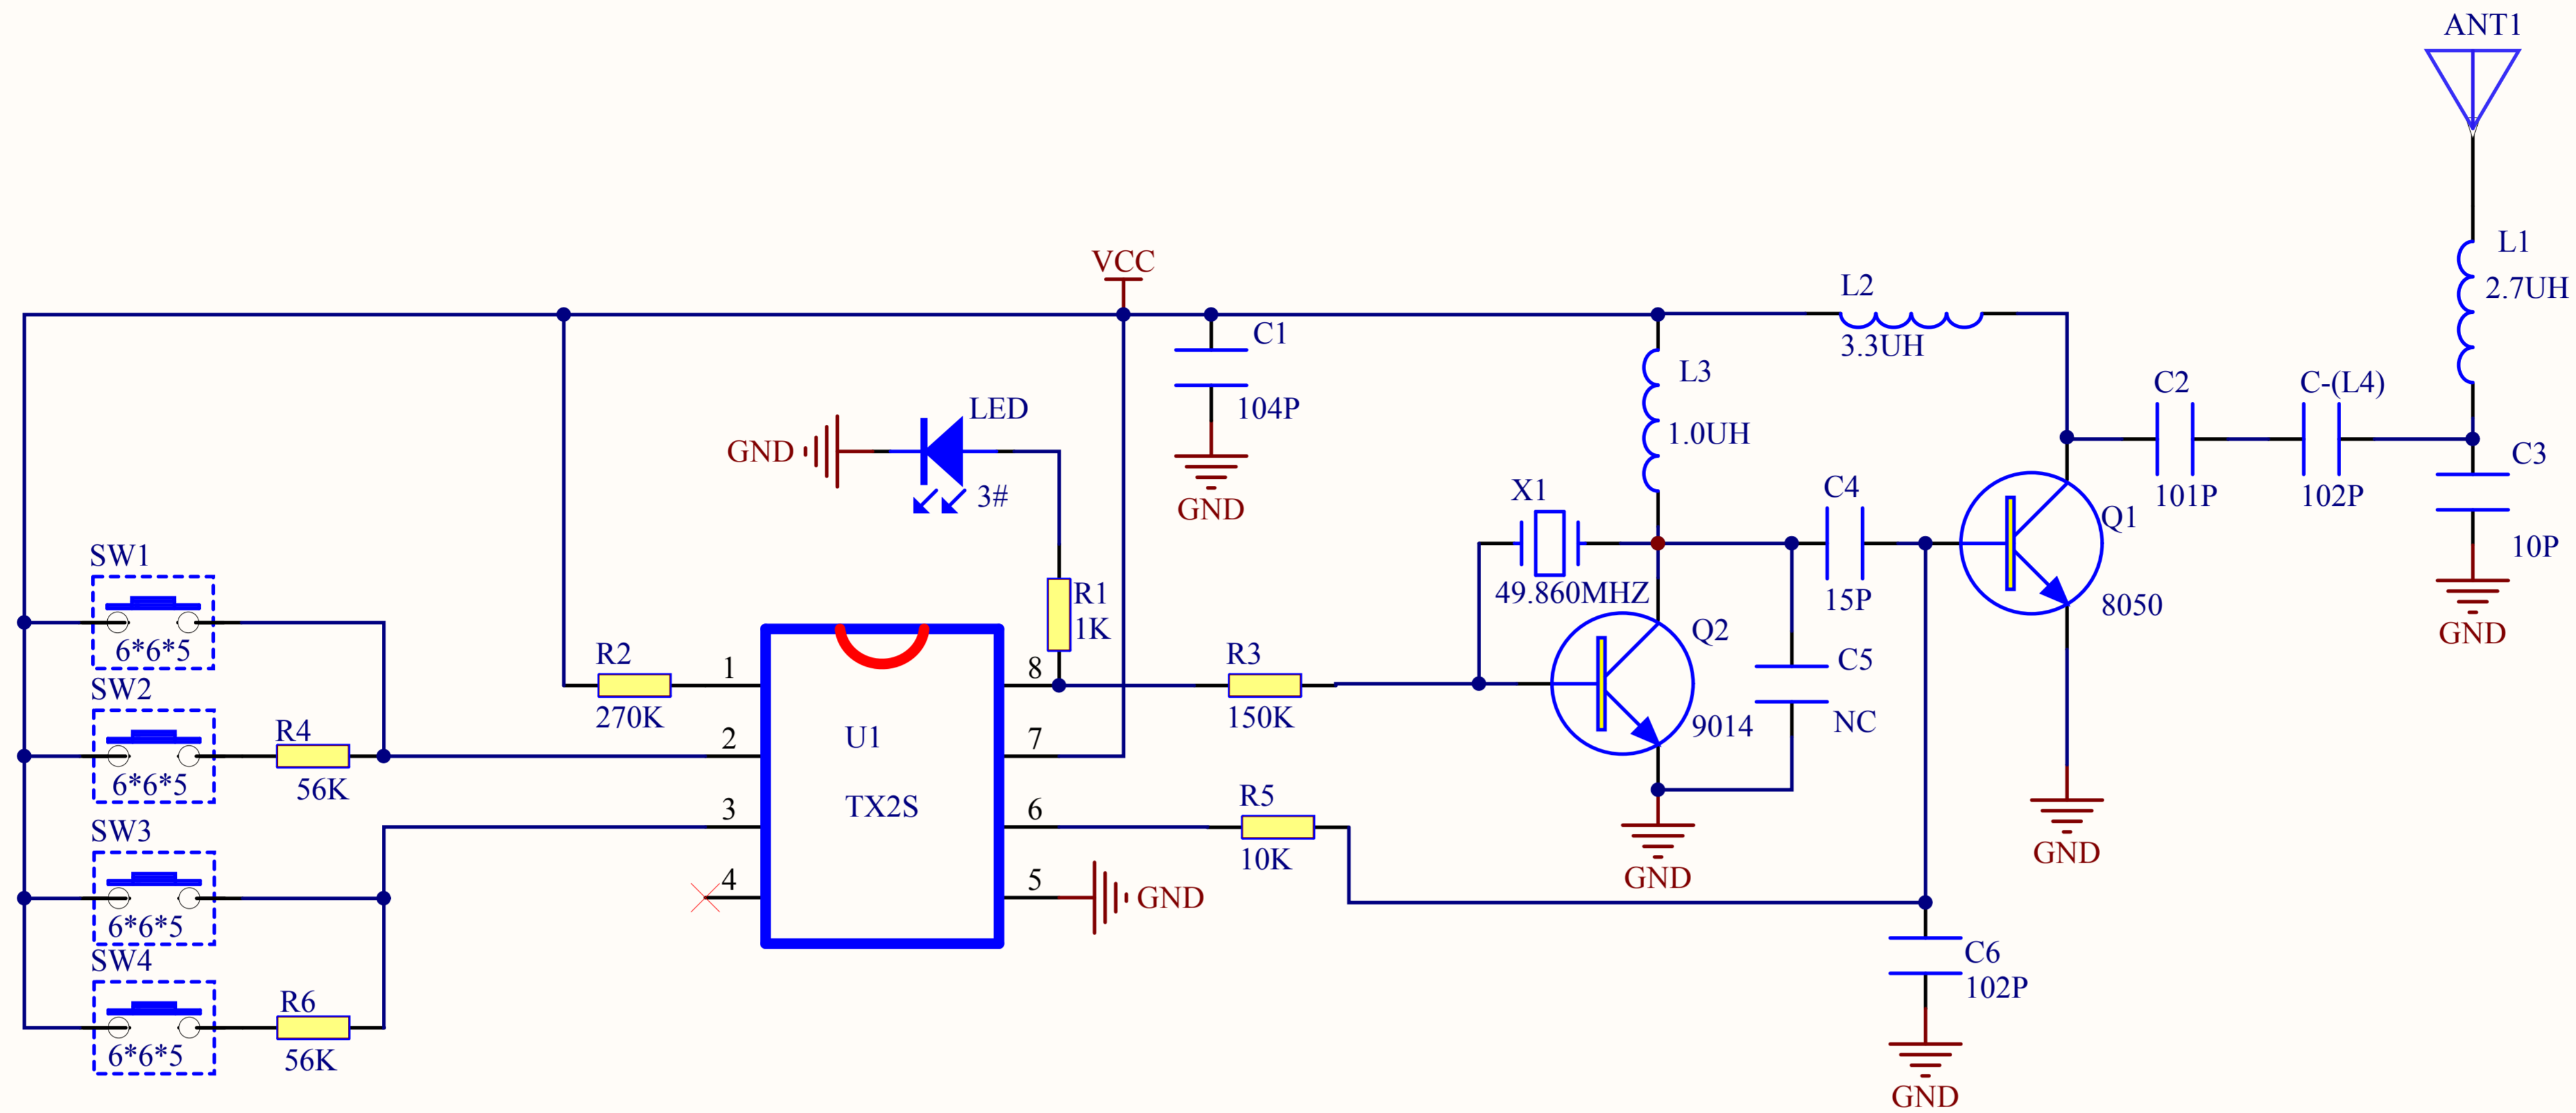 ANT1
L1
2.7UH
VCC
L2
3.3UH
C1
104P
GND
L3
1.0UH
C2
101P
C-(L4)
102P
C3
10P
GND
LED
3#
GND
X1
49.860MHZ
C4
15P
Q1
8050
GND
SW1
6*6*5
SW2
6*6*5
R4
56K
SW3
6*6*5
SW4
6*6*5
R6
56K
R2
270K
R1
1K
1
2
3
4
U1
TX2S
8
7
6
5
GND
R3
150K
Q2
9014
C5
NC
GND
R5
10K
C6
102P
GND